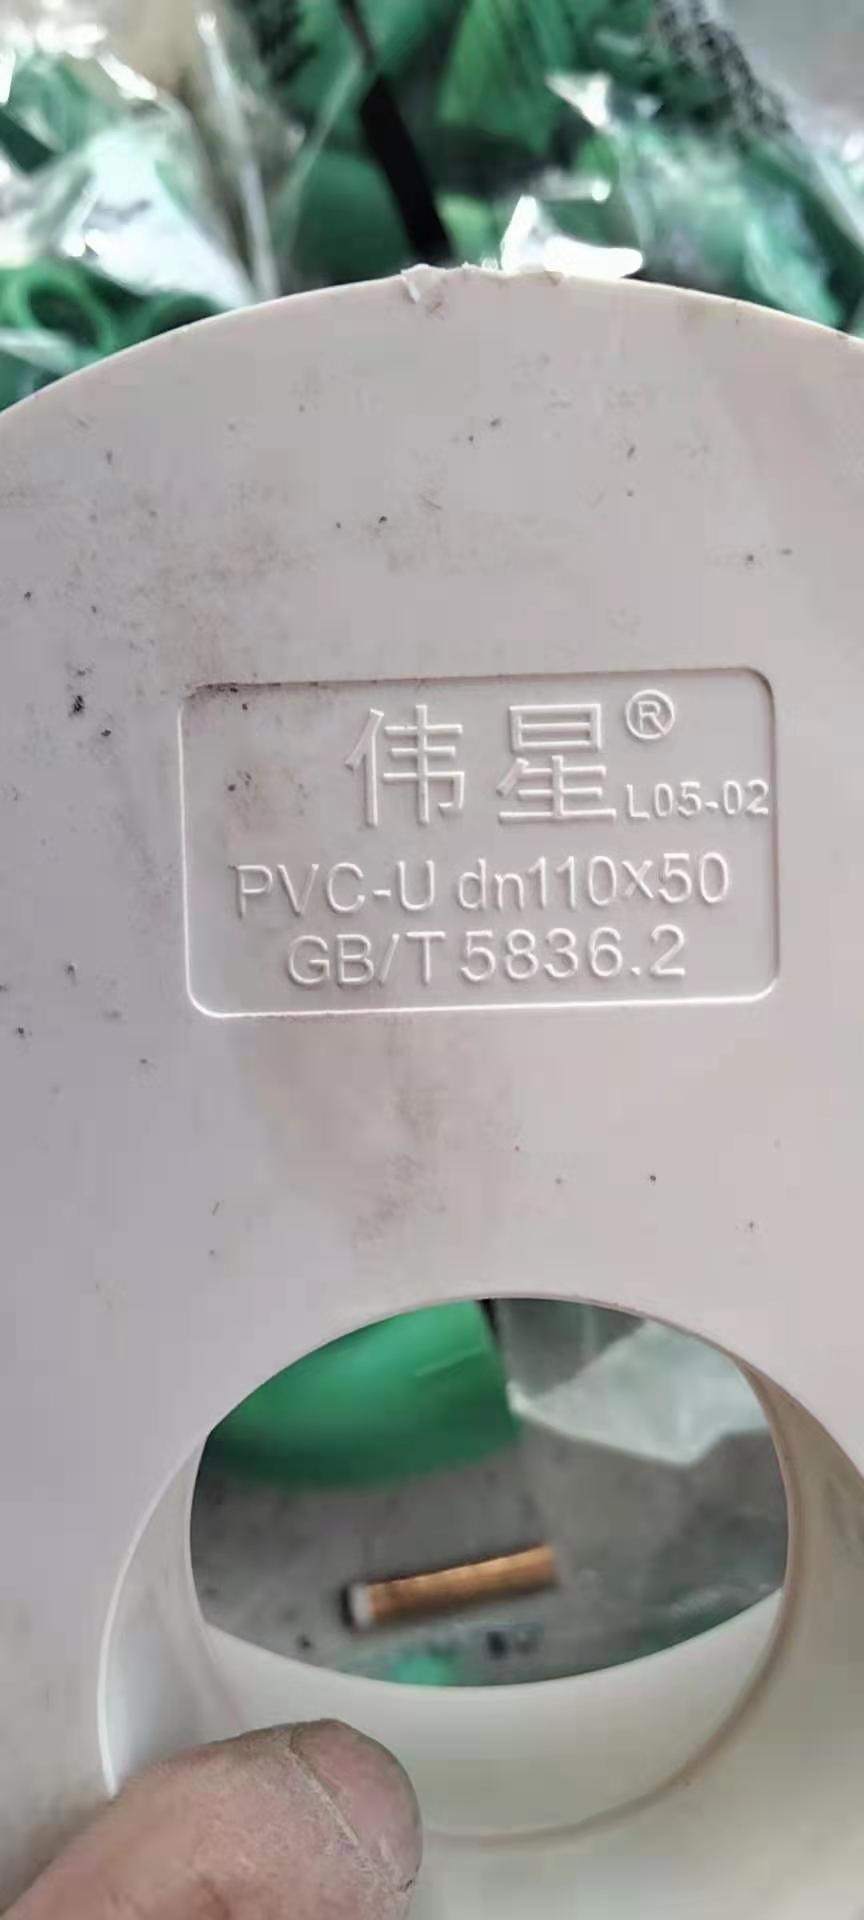 伟星® L05-02
PVC-U dn110x50
GB/T 5836.2